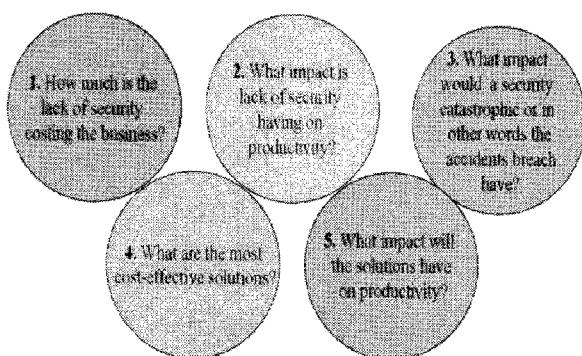 1. How much is the
lack of security
costing the business?
2. What impact is
lack of security
having on
productivity?
3. What impact
would a security
catastrophic or in
other words the
accidents breach
have?
4. What are the most
cost-effective solutions?
5. What impact will
the solutions have
on productivity?